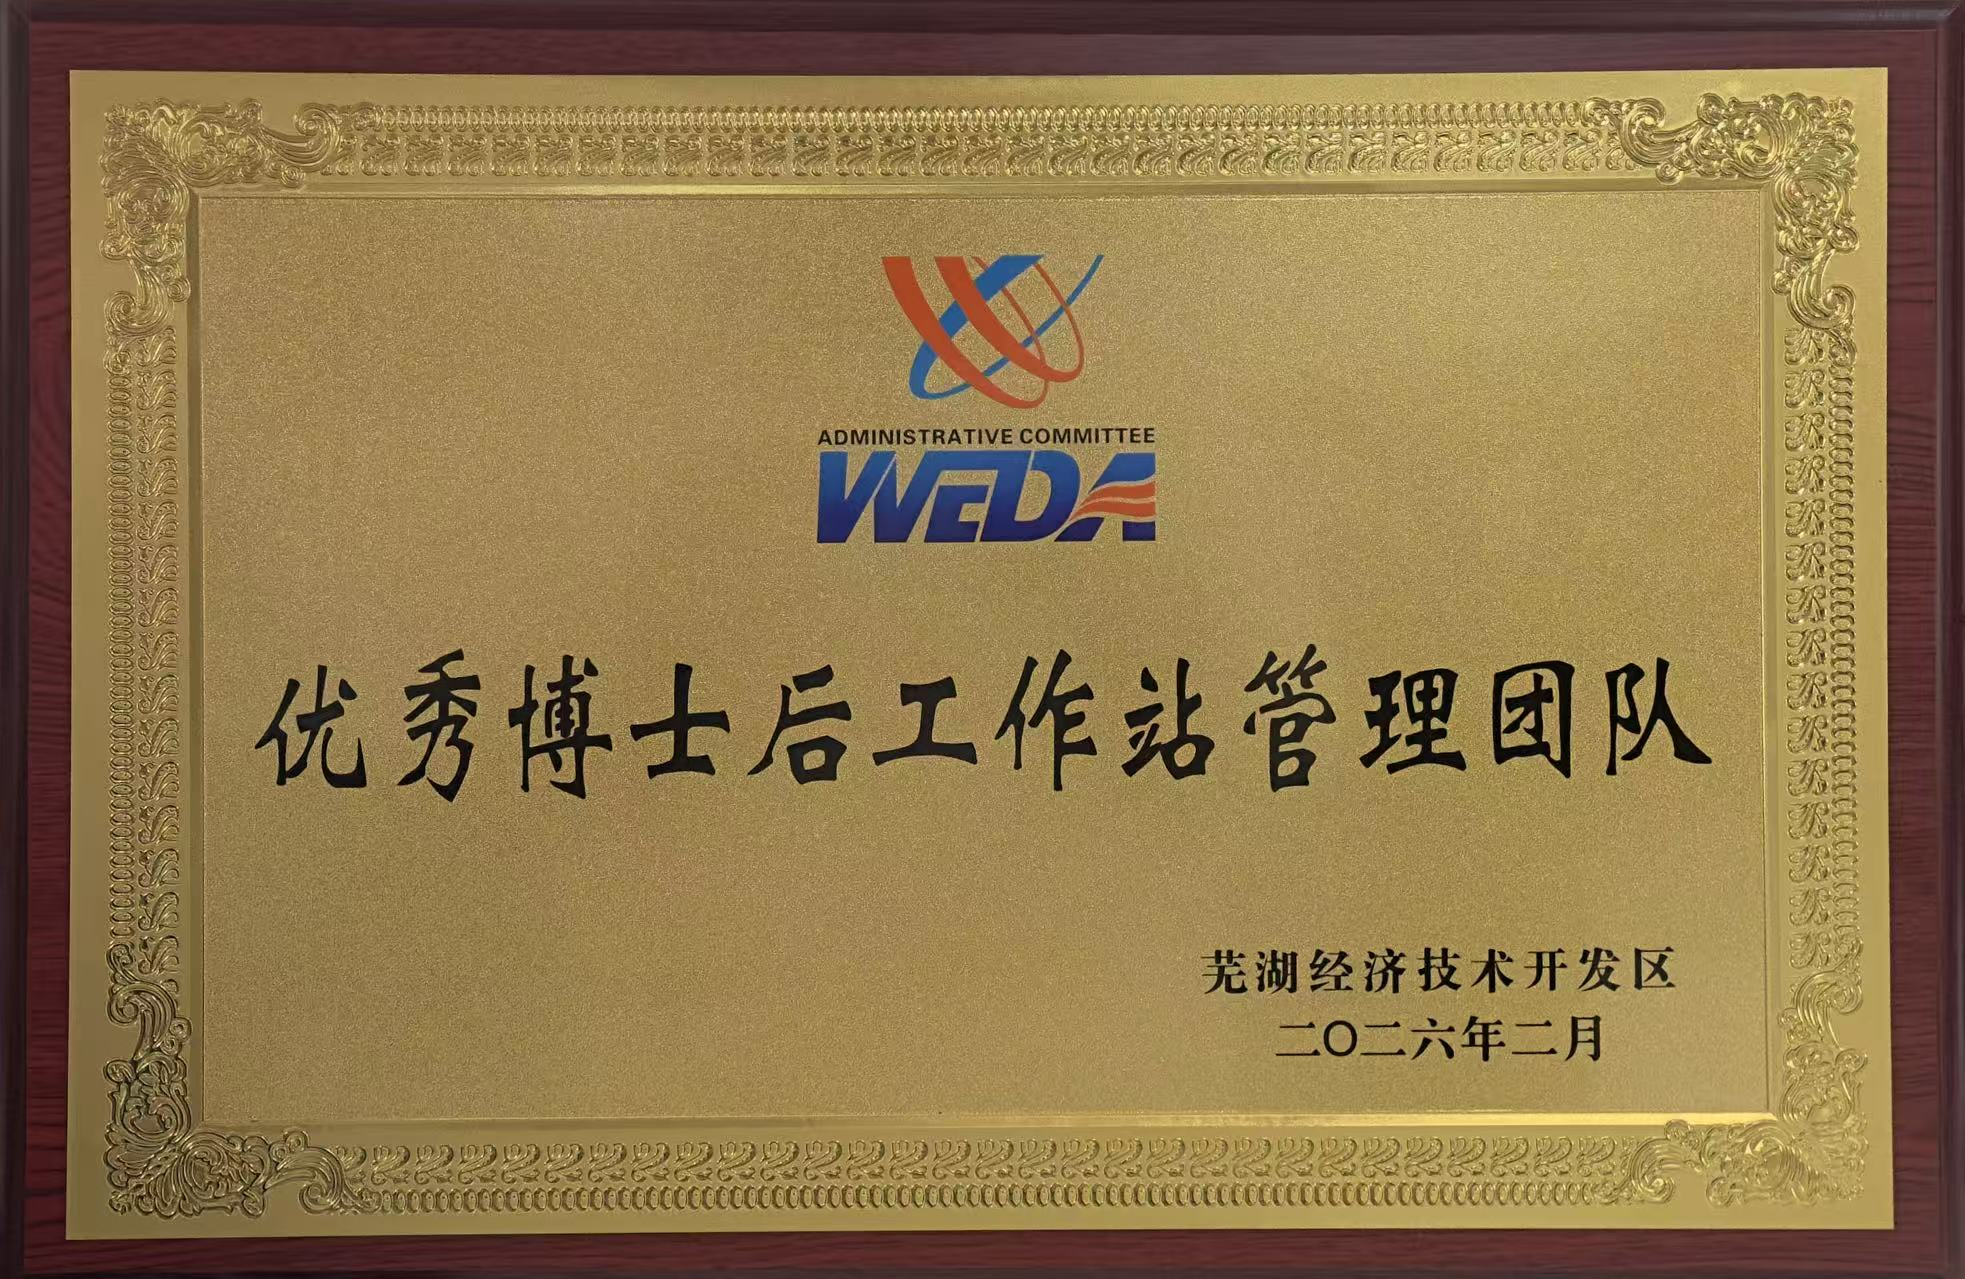 ADMINISTRATIVE COMMITTEE
WEDA
优秀博士后工作站管理团队
芜湖经济技术开发区
二〇二六年二月